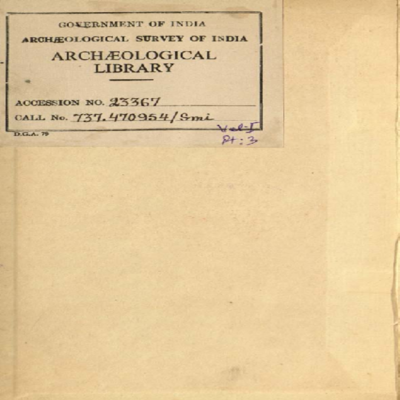 GOVERNMENT OF INDIA
ARCHÆOLOGICAL SURVEY OF INDIA
ARCHÆOLOGICAL
LIBRARY
ACCESSION NO. 23367
CALL No. 737.470954/Smi
Vol-I
Pt: 3
D.G.A. 79